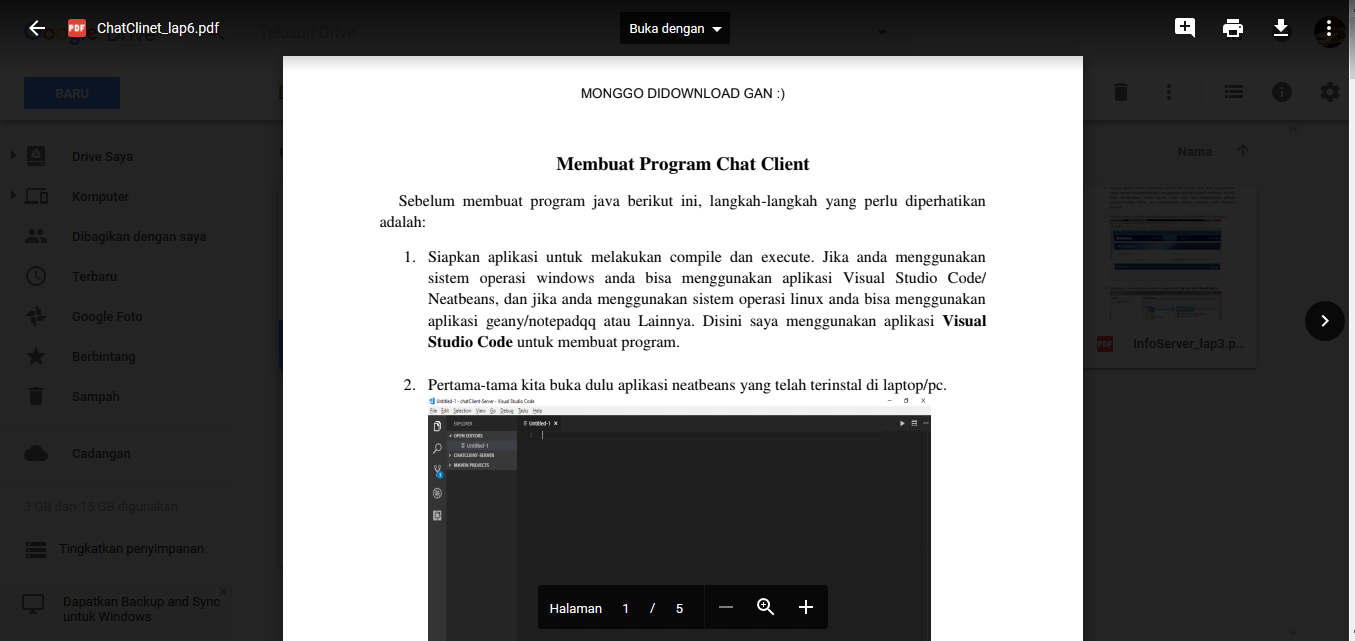 ChatClinet_lap6.pdf
Telusuri Drive
Buka dengan
BARU
MONGGO DIDOWNLOAD GAN :)
Nama
Drive Saya
Komputer
Dibagikan dengan saya
Terbaru
Google Foto
Berbintang
Sampah
Cadangan
3 GB dari 15 GB digunakan
Tingkatkan penyimpanan
Dapatkan Backup and Sync
untuk Windows
Membuat Program Chat Client
Sebelum membuat program java berikut ini, langkah-langkah yang perlu diperhatikan
adalah:
1. Siapkan aplikasi untuk melakukan compile dan execute. Jika anda menggunakan
sistem operasi windows anda bisa menggunakan aplikasi Visual Studio Code/
Neatbeans, dan jika anda menggunakan sistem operasi linux anda bisa menggunakan
aplikasi geany/notepadqq atau Lainnya. Disini saya menggunakan aplikasi Visual
Studio Code untuk membuat program.
2. Pertama-tama kita buka dulu aplikasi neatbeans yang telah terinstal di laptop/pc.
Untitled-1 - chatClient-Server - Visual Studio Code
File Edit Selection View Go Debug Tasks Help
EXPLORER
Untitled-1
OPEN EDITORS
1
Untitled-1
CHATCLIENT-SERVER
MAVEN PROJECTS
PDF
InfoServer_lap3.p...
Halaman 1 / 5